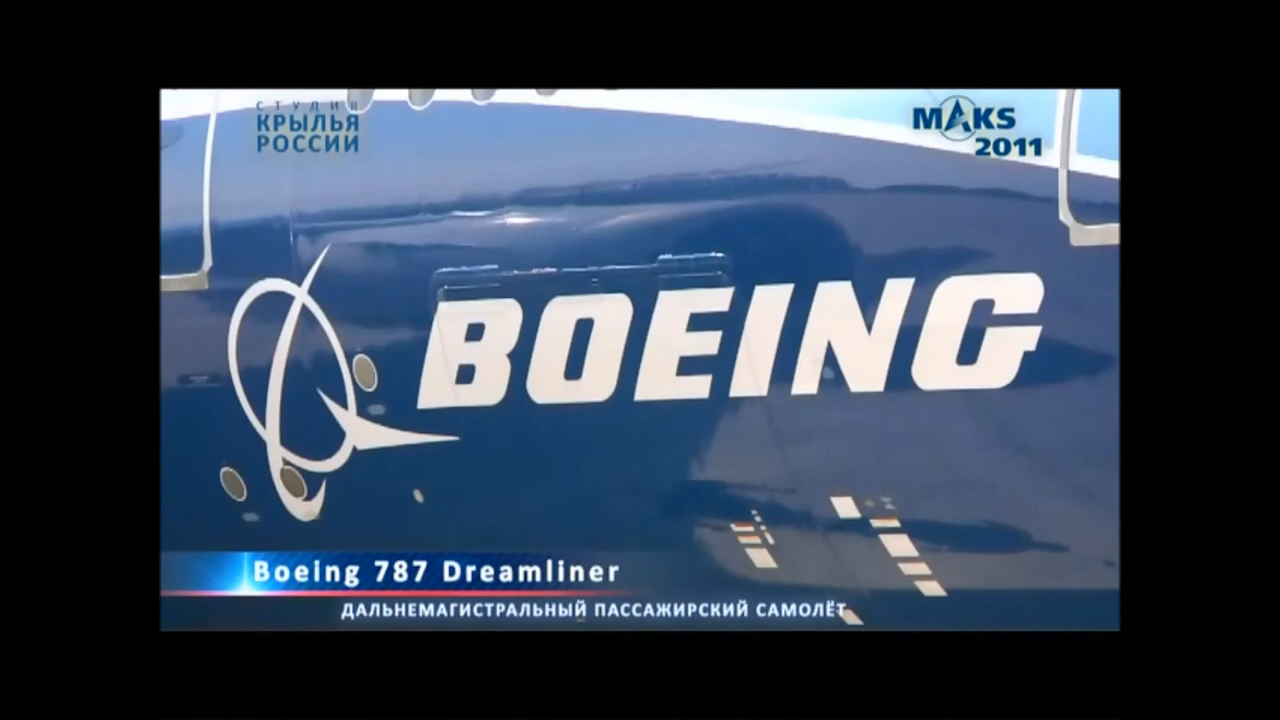 СТУДИЯ
КРЫЛЬЯ
РОССИИ
MAKS
2011
BOEING
Boeing 787 Dreamliner
ДАЛЬНЕМАГИСТРАЛЬНЫЙ ПАССАЖИРСКИЙ САМОЛЁТ